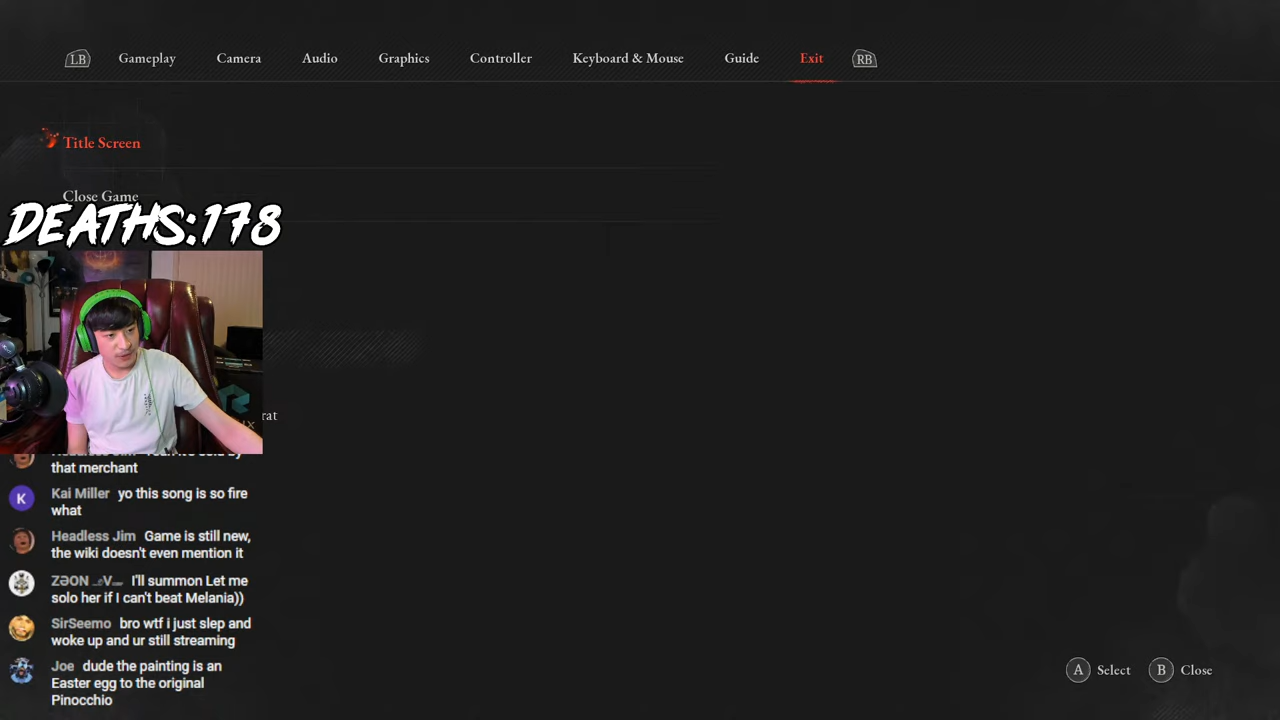 LB Gameplay Camera Audio Graphics Controller Keyboard & Mouse Guide Exit RB
Title Screen
Close Game
DEATHS:178
rat
that merchant
Kai Miller yo this song is so fire
what
Headless Jim Game is still new,
the wiki doesn't even mention it
I'll summon Let me
solo her if I can't beat Melania))
SirSeemo bro wtf i just slep and
woke up and ur still streaming
Joe dude the painting is an
Easter egg to the original
Pinocchio
A Select B Close